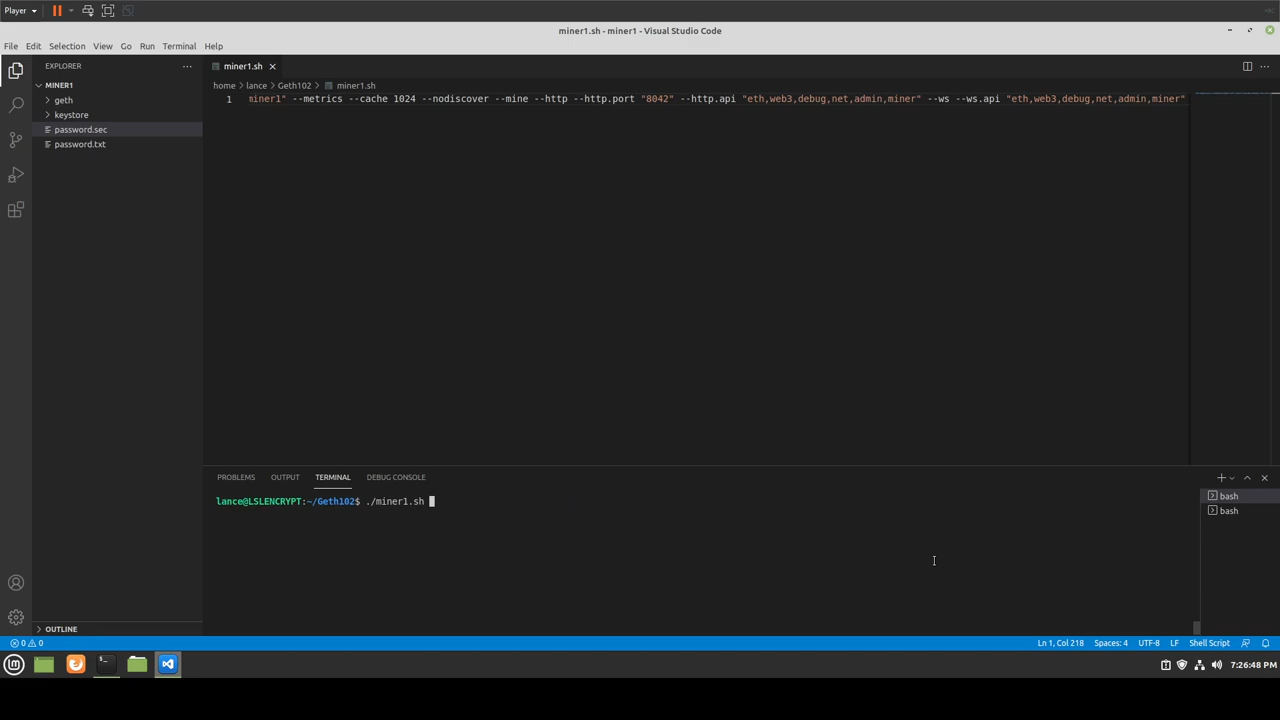 Player
miner1.sh - miner1 - Visual Studio Code
File Edit Selection View Go Run Terminal Help
EXPLORER
MINER1
geth
keystore
password.sec
password.txt
OUTLINE
miner1.sh
home > lance > Geth102 > miner1.sh
1 miner1" --metrics --cache 1024 --nodiscover --mine --http --http.port "8042" --http.api "eth,web3,debug,net,admin,miner" --ws --ws.api "eth,web3,debug,net,admin,miner"
PROBLEMS OUTPUT TERMINAL DEBUG CONSOLE
lance@LSLENCRYPT:~/Geth102$ ./miner1.sh
bash
bash
0 0
Ln 1, Col 218 Spaces: 4 UTF-8 LF Shell Script
7:26:48 PM